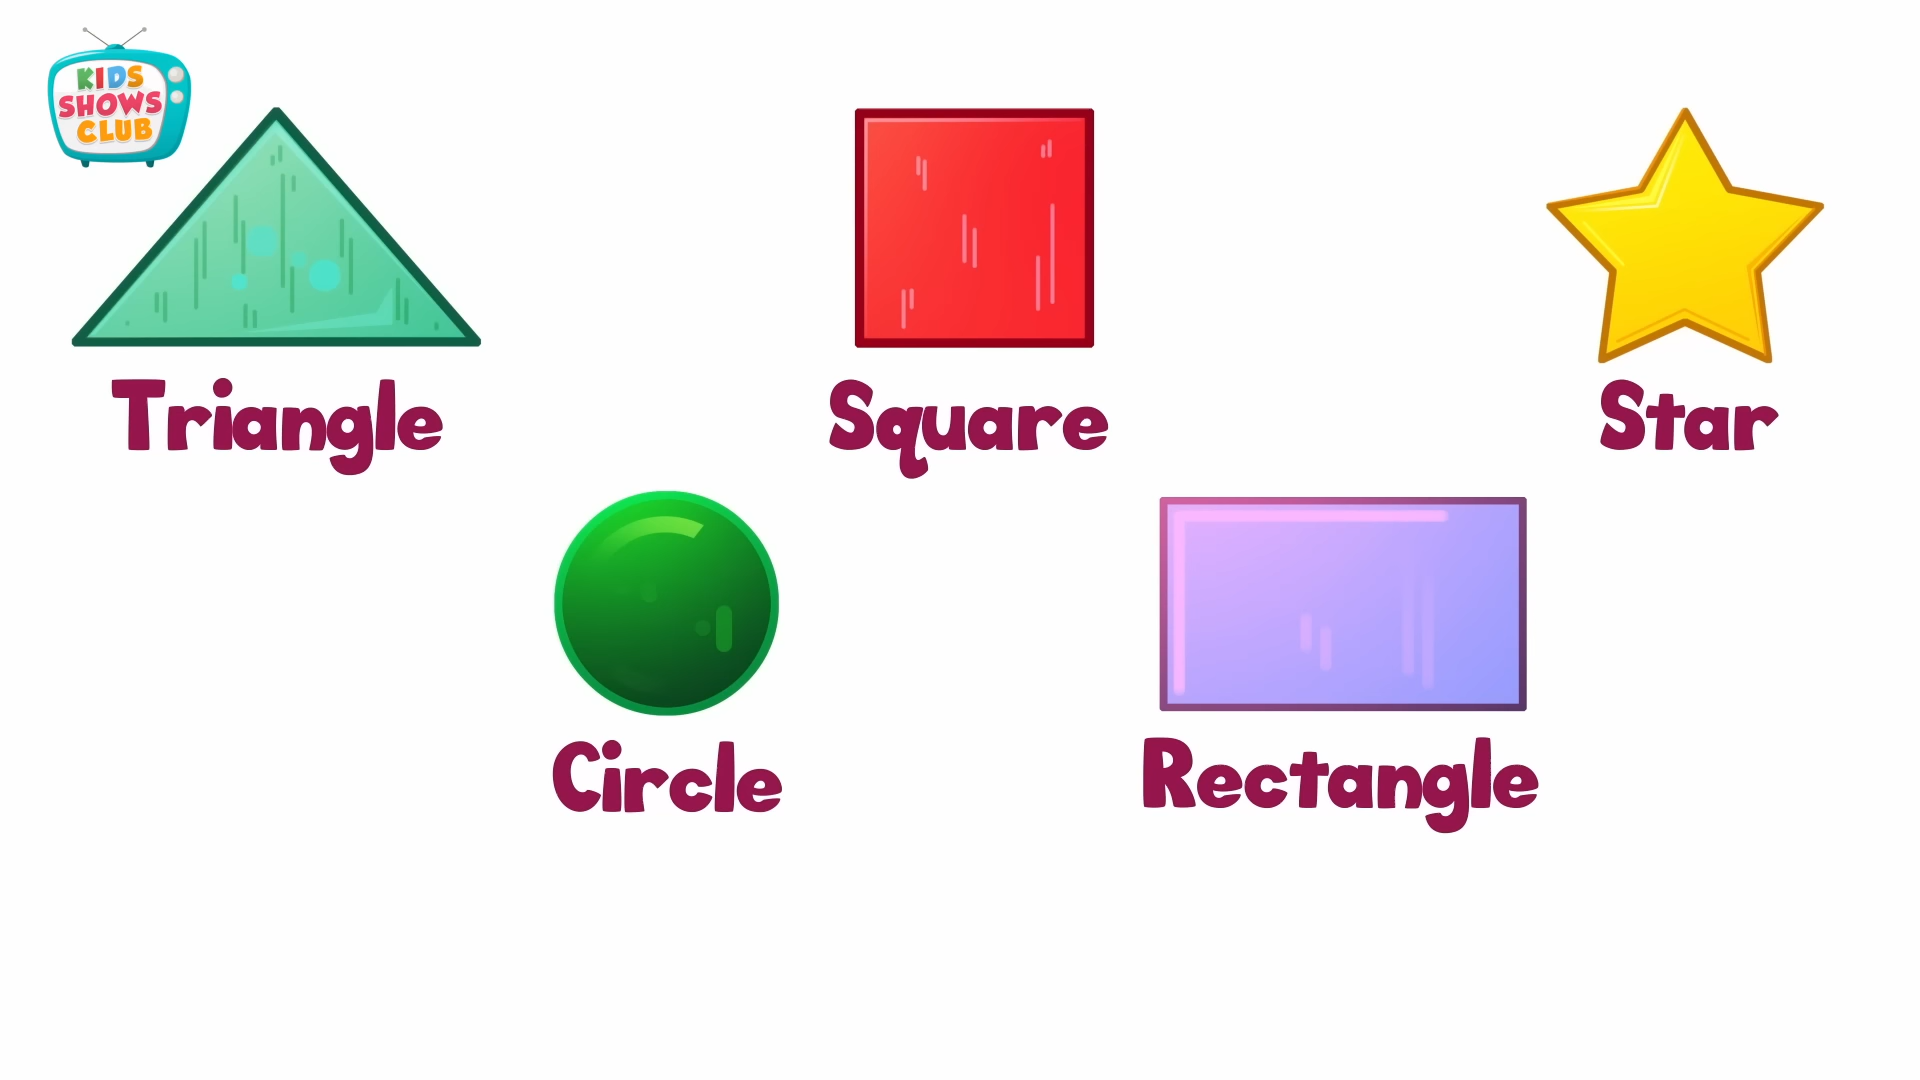 KIDS
SHOWS
CLUB
Triangle
Square
Star
Circle
Rectangle